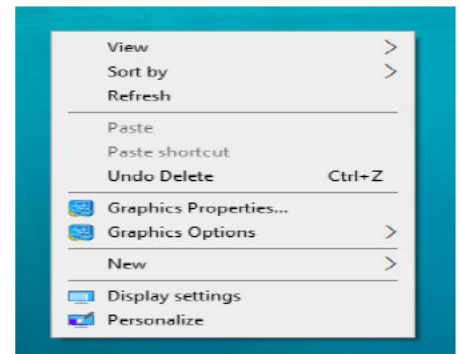 View
Sort by
Refresh
Paste
Paste shortcut
Undo Delete Ctrl+Z
Graphics Properties...
Graphics Options
New
Display settings
Personalize